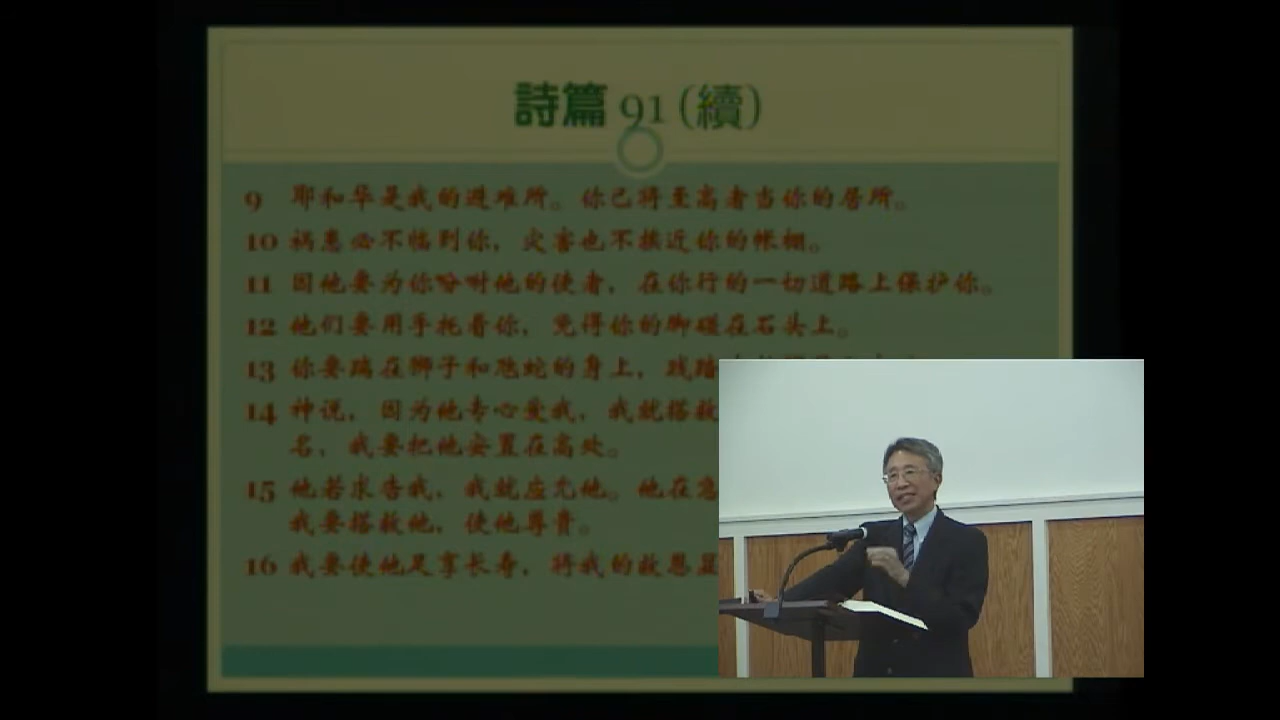 詩篇 91 (續)
9 耶和华是我的避难所。你已将至高者当你的居所。
10 祸患必不临到你，灾害也不挨近你的帐棚。
11 因他要为你吩咐他的使者，在你行的一切道路上保护你。
12 他们要用手托着你，免得你的脚碰在石头上。
13 你要踹在狮子和虺蛇的身上，践踏
14 神说，因为他专心爱我，我就搭救
名，我要把他安置在高处。
15 他若求告我，我就应允他。他在急
我要搭救他，使他尊贵。
16 我要使他足享长寿，将我的救恩显